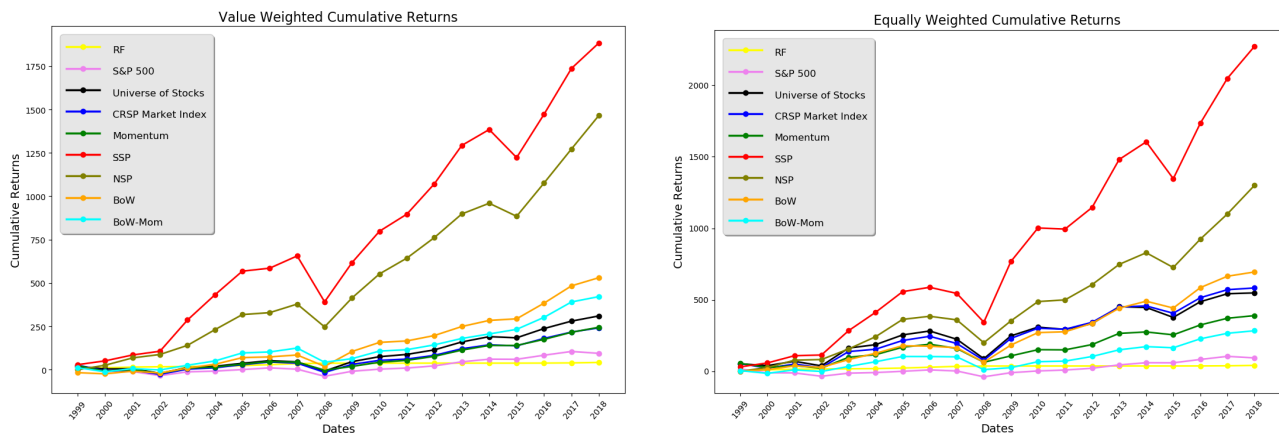 Value Weighted Cumulative Returns
1750
1500
1250
1000
750
500
250
0
Cumulative Returns
RF
S&P 500
Universe of Stocks
CRSP Market Index
Momentum
SSP
NSP
BoW
BoW-Mom
1999
2000
2001
2002
2003
2004
2005
2006
2007
2008
2009
2010
2011
2012
2013
2014
2015
2016
2017
2018
Dates
Equally Weighted Cumulative Returns
2000
1500
1000
500
0
Cumulative Returns
RF
S&P 500
Universe of Stocks
CRSP Market Index
Momentum
SSP
NSP
BoW
BoW-Mom
1999
2000
2001
2002
2003
2004
2005
2006
2007
2008
2009
2010
2011
2012
2013
2014
2015
2016
2017
2018
Dates